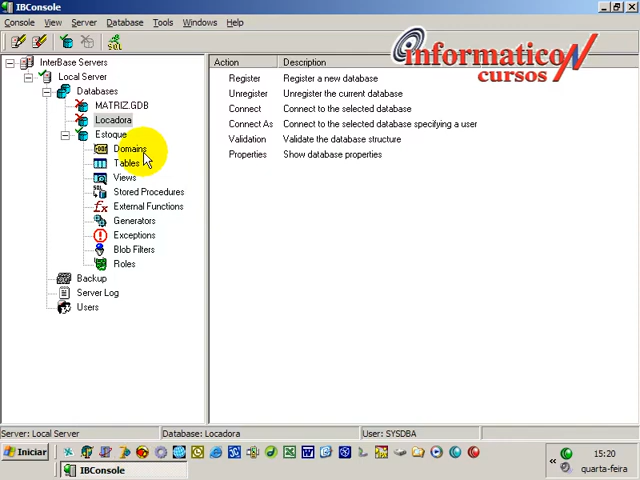 IBConsole
Console View Server Database Tools Windows Help
SQL
informaticon
cursos
InterBase Servers
Local Server
Databases
MATRIZ.GDB
Locadora
Estoque
Domains
Tables
Views
Stored Procedures
External Functions
Generators
Exceptions
Blob Filters
Roles
Backup
Server Log
Users
Action Description
Register Register a new database
Unregister Unregister the current database
Connect Connect to the selected database
Connect As Connect to the selected database specifying a user
Validation Validate the database structure
Properties Show database properties
Server: Local Server Database: Locadora User: SYSDBA
Iniciar
IBConsole
«
15:20
quarta-feira